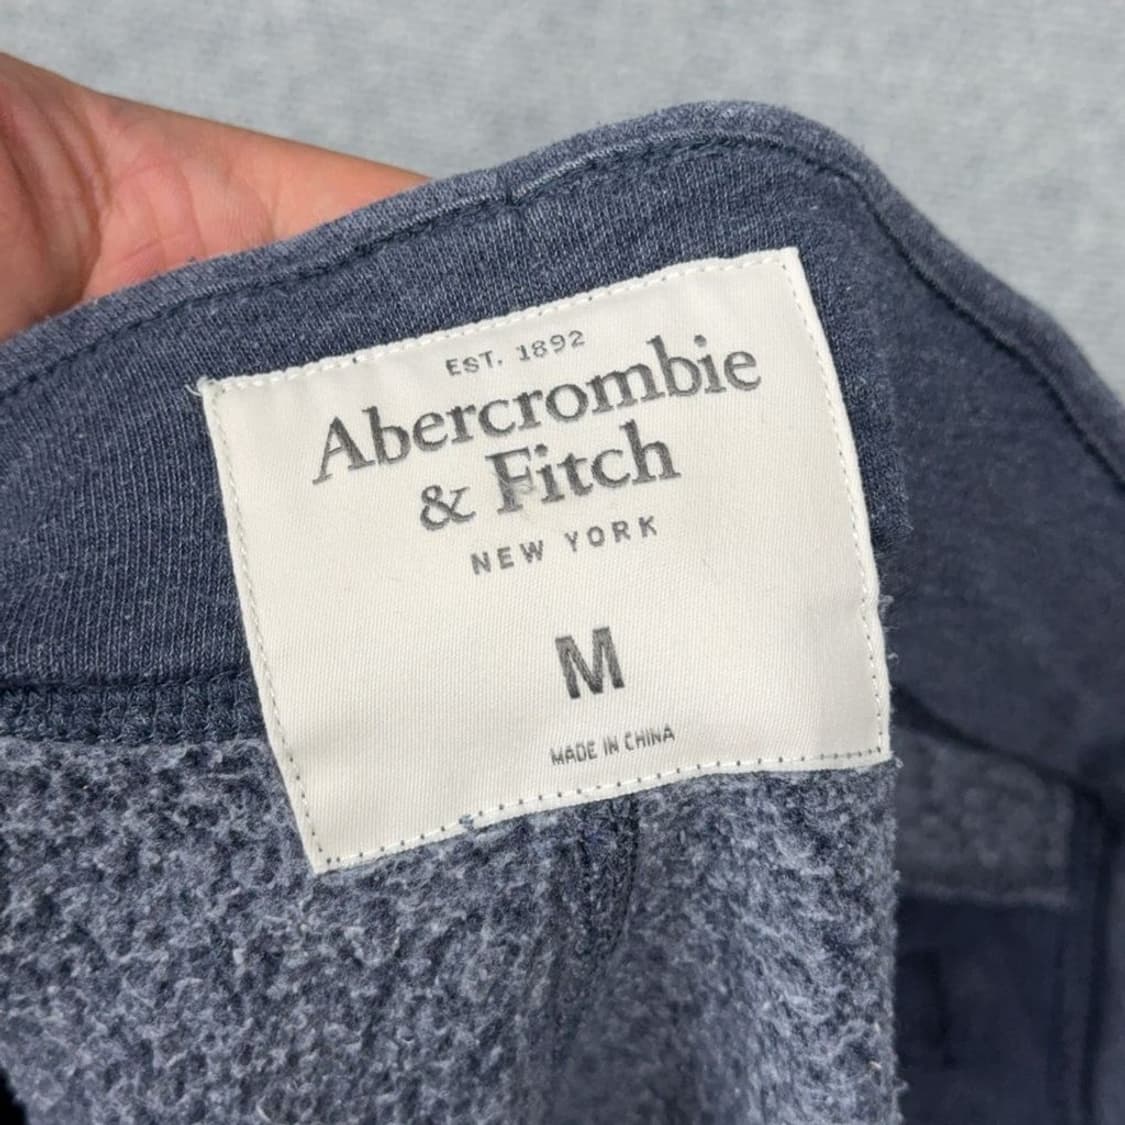 EST. 1892
Abercrombie
& Fitch
NEW YORK
M
MADE IN CHINA